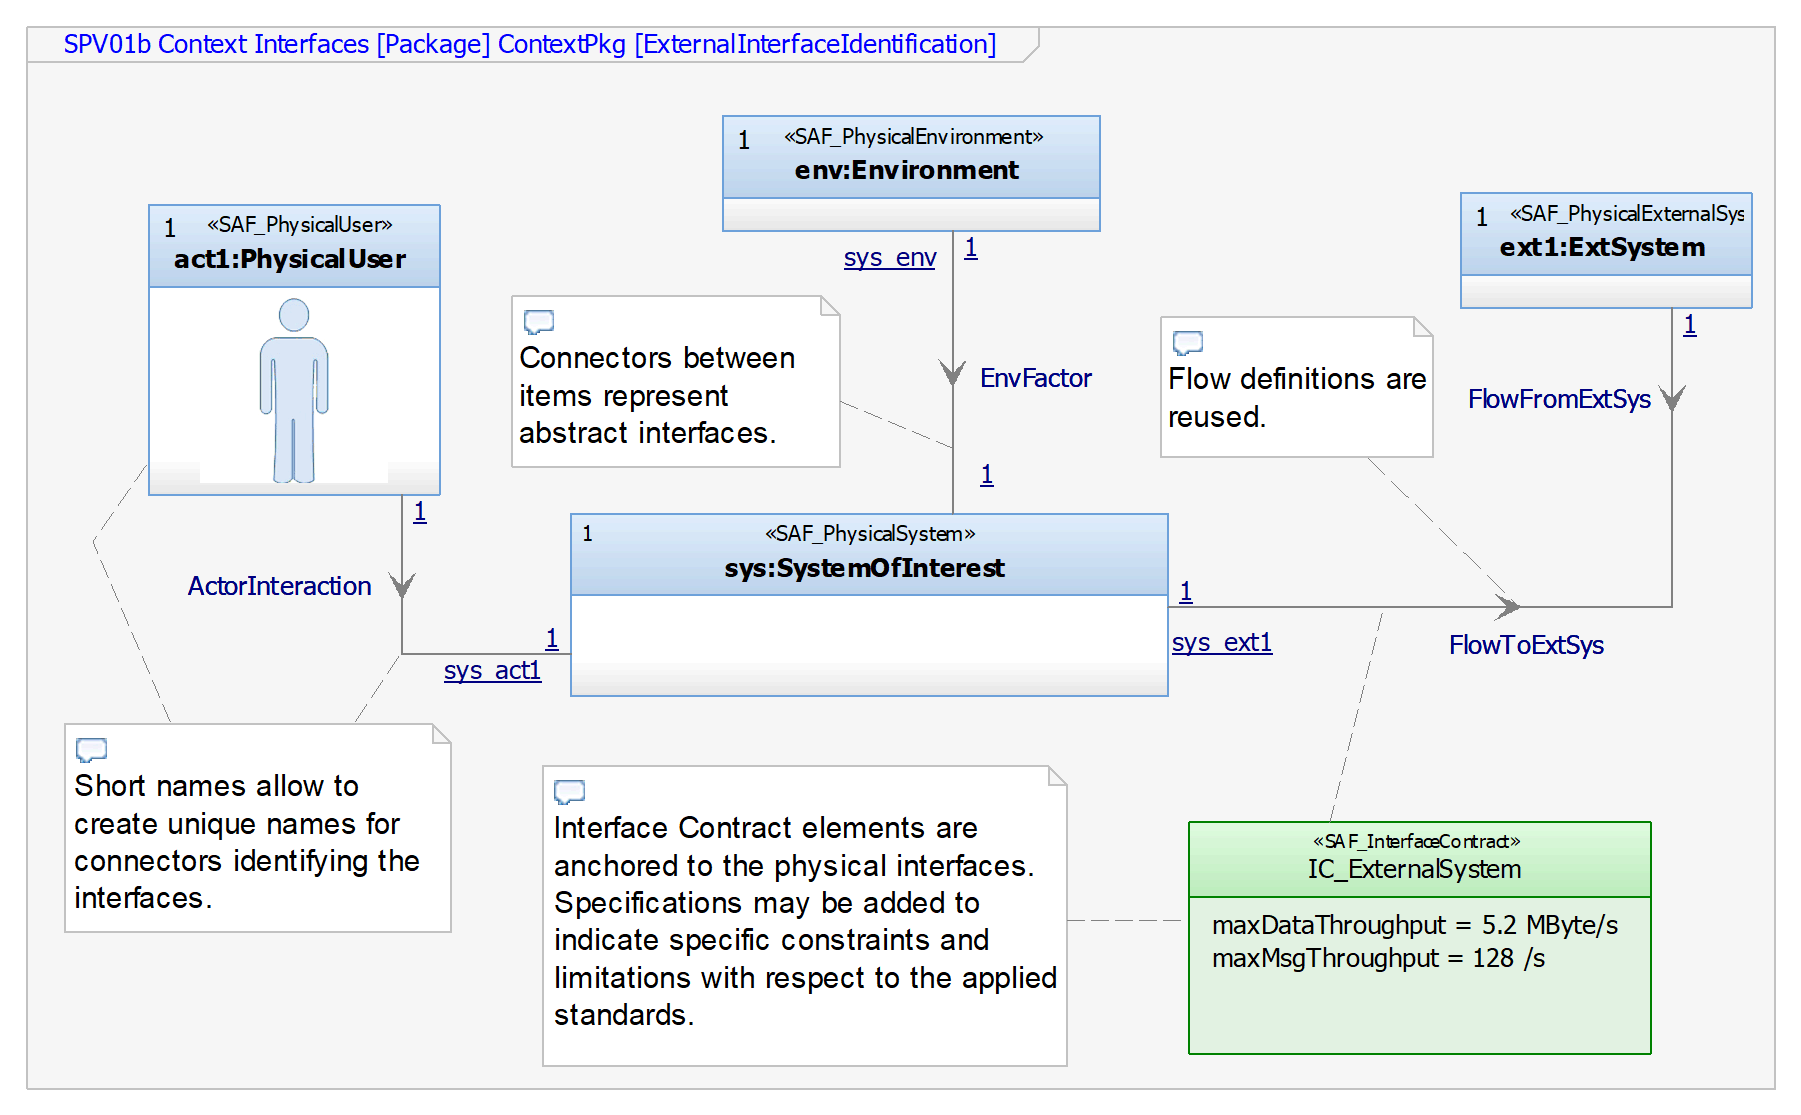 SPV01b Context Interfaces [Package] ContextPkg [ExternalInterfaceIdentification]
1 «SAF_PhysicalEnvironment»
env:Environment
1 «SAF_PhysicalUser»
act1:PhysicalUser
1 «SAF_PhysicalExternalSys
ext1:ExtSystem
sys_env 1
1
Connectors between
items represent
abstract interfaces.
EnvFactor
Flow definitions are
reused.
FlowFromExtSys
1
1
ActorInteraction
1 «SAF_PhysicalSystem»
sys:SystemOfInterest
1
sys_act1
1
sys_ext1
FlowToExtSys
Short names allow to
create unique names for
connectors identifying the
interfaces.
Interface Contract elements are
anchored to the physical interfaces.
Specifications may be added to
indicate specific constraints and
limitations with respect to the applied
standards.
«SAF_InterfaceContract»
IC_ExternalSystem
maxDataThroughput = 5.2 MByte/s
maxMsgThroughput = 128 /s